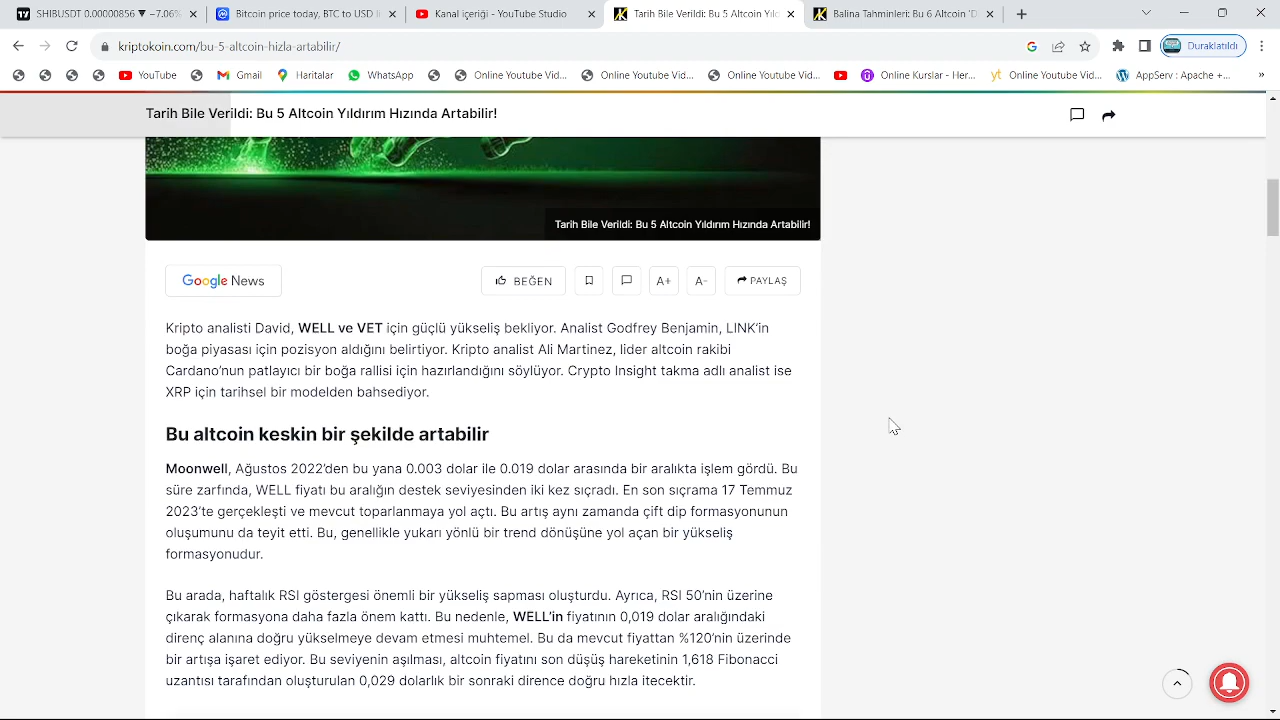 SHIBUSDT 0.00000856 ▼ −7.06%
Bitcoin price today, BTC to USD li
Kanal içeriği - YouTube Studio
Tarih Bile Verildi: Bu 5 Altcoin Yıldırım
Balina Tahminleri: Bu 6 Altcoin 'D
kriptokoin.com/bu-5-altcoin-hizla-artabilir/
Duraklatıldı
YouTube
Gmail
Haritalar
WhatsApp
Online Youtube Vid...
Online Youtube Vid...
Online Youtube Vid...
Online Kurslar - Her...
Online Youtube Vid...
AppServ : Apache +...
Tarih Bile Verildi: Bu 5 Altcoin Yıldırım Hızında Artabilir!
Tarih Bile Verildi: Bu 5 Altcoin Yıldırım Hızında Artabilir!
Google News
BEĞEN
A+
A-
PAYLAŞ
Kripto analisti David, WELL ve VET için güçlü yükseliş bekliyor. Analist Godfrey Benjamin, LINK'in
boğa piyasası için pozisyon aldığını belirtiyor. Kripto analist Ali Martinez, lider altcoin rakibi
Cardano'nun patlayıcı bir boğa rallisi için hazırlandığını söylüyor. Crypto Insight takma adlı analist ise
XRP için tarihsel bir modelden bahsediyor.
Bu altcoin keskin bir şekilde artabilir
Moonwell, Ağustos 2022'den bu yana 0.003 dolar ile 0.019 dolar arasında bir aralıkta işlem gördü. Bu
süre zarfında, WELL fiyatı bu aralığın destek seviyesinden iki kez sıçradı. En son sıçrama 17 Temmuz
2023'te gerçekleşti ve mevcut toparlanmaya yol açtı. Bu artış aynı zamanda çift dip formasyonunun
oluşumunu da teyit etti. Bu, genellikle yukarı yönlü bir trend dönüşüne yol açan bir yükseliş
formasyonudur.
Bu arada, haftalık RSI göstergesi önemli bir yükseliş sapması oluşturdu. Ayrıca, RSI 50'nin üzerine
çıkarak formasyona daha fazla önem kattı. Bu nedenle, WELL'in fiyatının 0,019 dolar aralığındaki
direnç alanına doğru yükselmeye devam etmesi muhtemel. Bu da mevcut fiyattan %120'nin üzerinde
bir artışa işaret ediyor. Bu seviyenin aşılması, altcoin fiyatını son düşüş hareketinin 1,618 Fibonacci
uzantısı tarafından oluşturulan 0,029 dolarlık bir sonraki dirence doğru hızla itecektir.